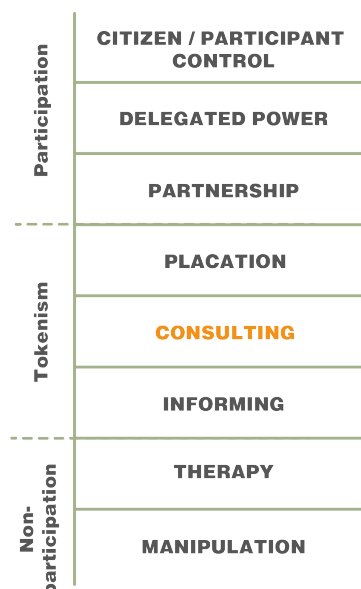 Participation
CITIZEN / PARTICIPANT
CONTROL
DELEGATED POWER
PARTNERSHIP
Tokenism
PLACATION
CONSULTING
INFORMING
Non-
participation
THERAPY
MANIPULATION